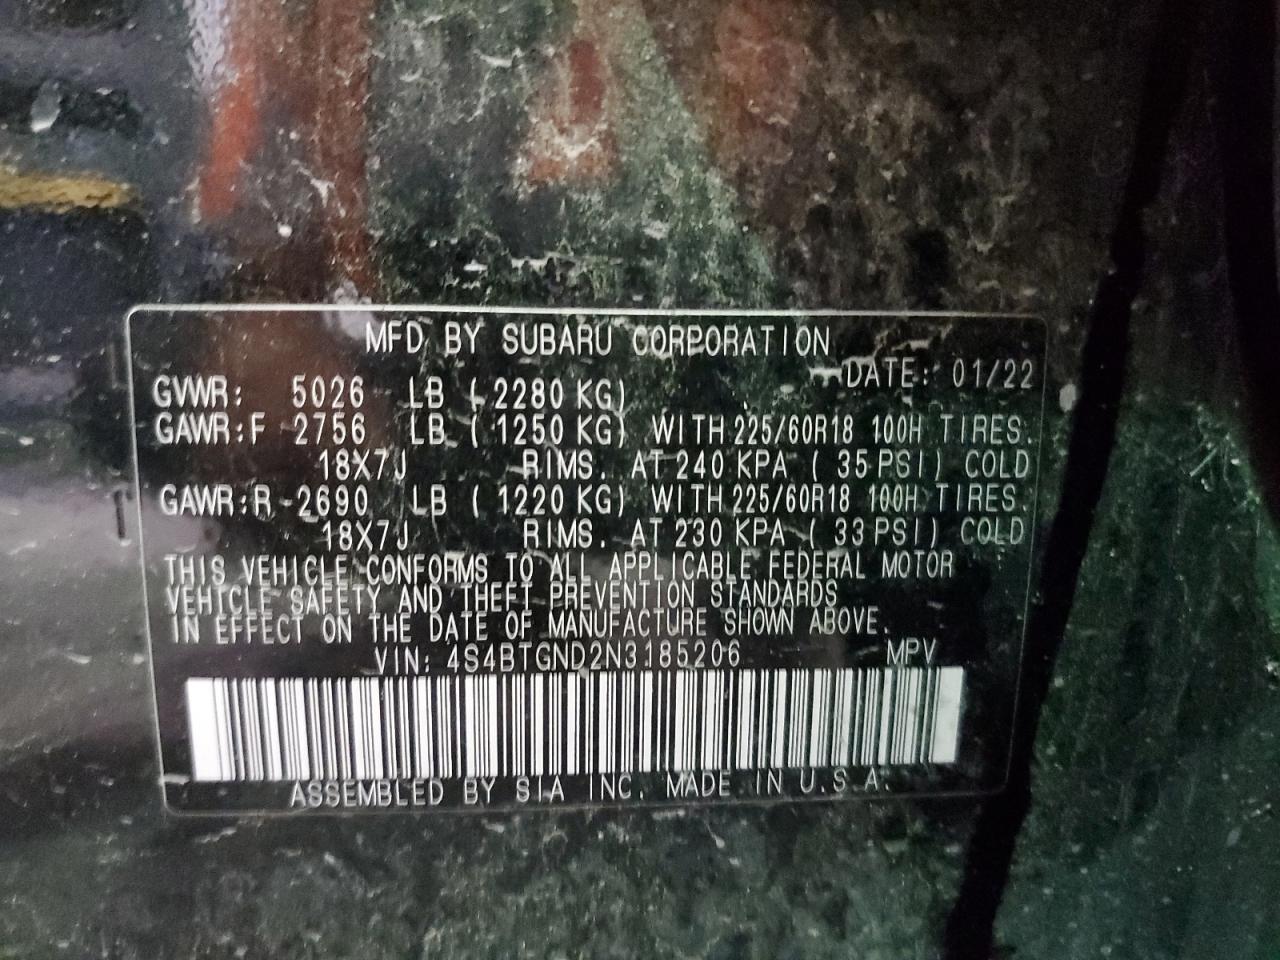 MFD BY SUBARU CORPORATION
DATE: 01/22
GVWR: 5026 LB ( 2280 KG)
GAWR:F 2756 LB ( 1250 KG) WITH 225/60R18 100H TIRES.
18X7J RIMS. AT 240 KPA ( 35 PSI) COLD
GAWR:R 2690 LB ( 1220 KG) WITH 225/60R18 100H TIRES.
18X7J RIMS. AT 230 KPA ( 33 PSI) COLD
THIS VEHICLE CONFORMS TO ALL APPLICABLE FEDERAL MOTOR
VEHICLE SAFETY AND THEFT PREVENTION STANDARDS
IN EFFECT ON THE DATE OF MANUFACTURE SHOWN ABOVE.
VIN: 4S4BTGND2N3185206 MPV
ASSEMBLED BY SIA INC. MADE IN U.S.A.